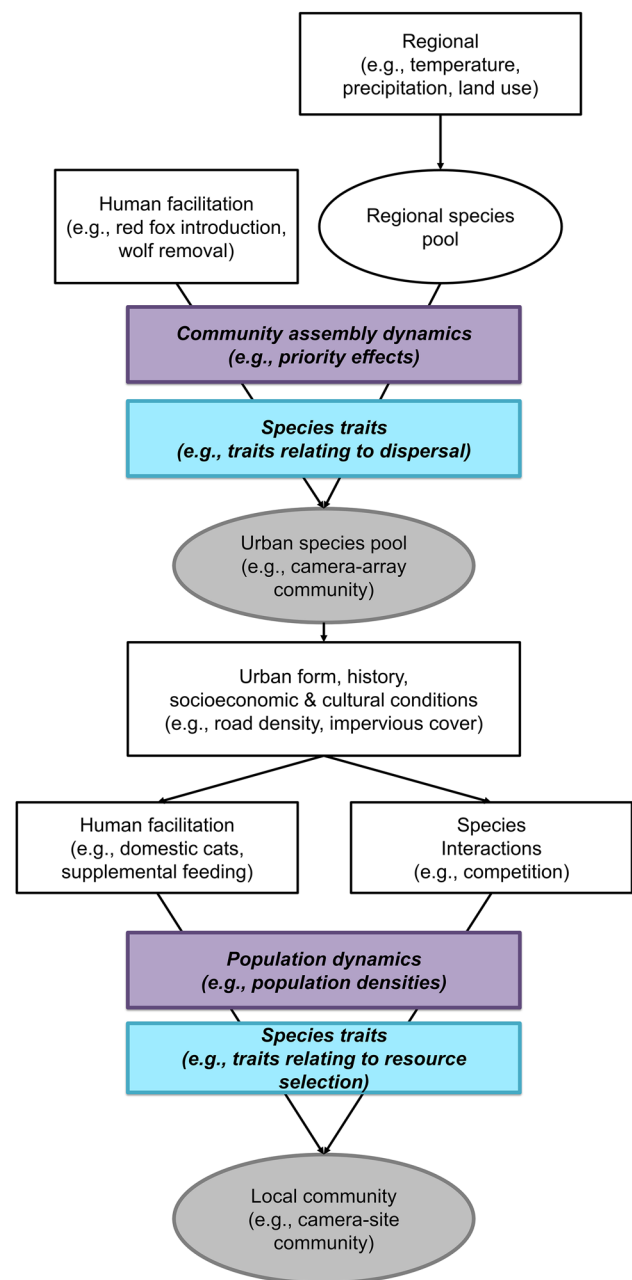 Regional
(e.g., temperature,
precipitation, land use)
Human facilitation
(e.g., red fox introduction,
wolf removal)
Regional species
pool
Community assembly dynamics
(e.g., priority effects)
Species traits
(e.g., traits relating to dispersal)
Urban species pool
(e.g., camera-array
community)
Urban form, history,
socioeconomic & cultural conditions
(e.g., road density, impervious cover)
Human facilitation
(e.g., domestic cats,
supplemental feeding)
Species
Interactions
(e.g., competition)
Population dynamics
(e.g., population densities)
Species traits
(e.g., traits relating to resource
selection)
Local community
(e.g., camera-site
community)